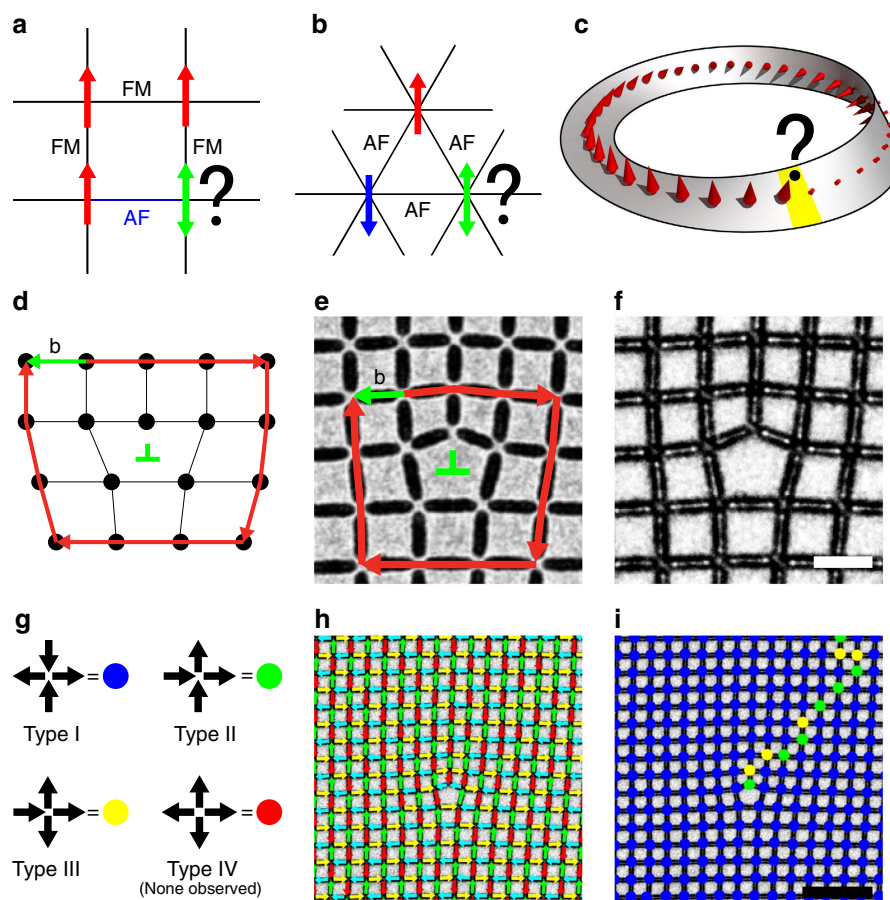 a
FM
FM
FM
AF
?
b
AF
AF
AF
?
c
?
d
b
e
b
f
g
=
Type I
=
Type II
=
Type III
=
Type IV
(None observed)
h
i